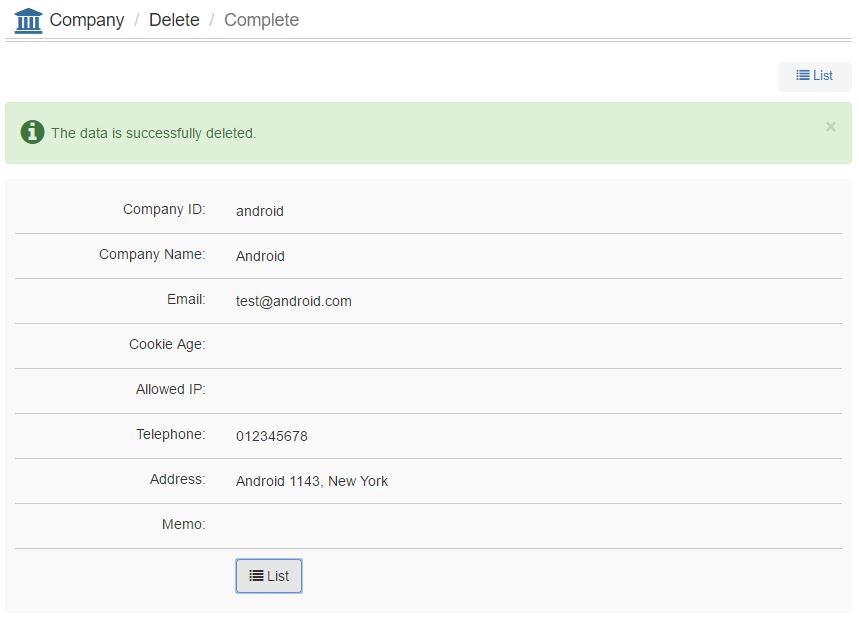 Company / Delete / Complete
List
The data is successfully deleted.
×
Company ID: android
Company Name: Android
Email: test@android.com
Cookie Age:
Allowed IP:
Telephone: 012345678
Address: Android 1143, New York
Memo:
List